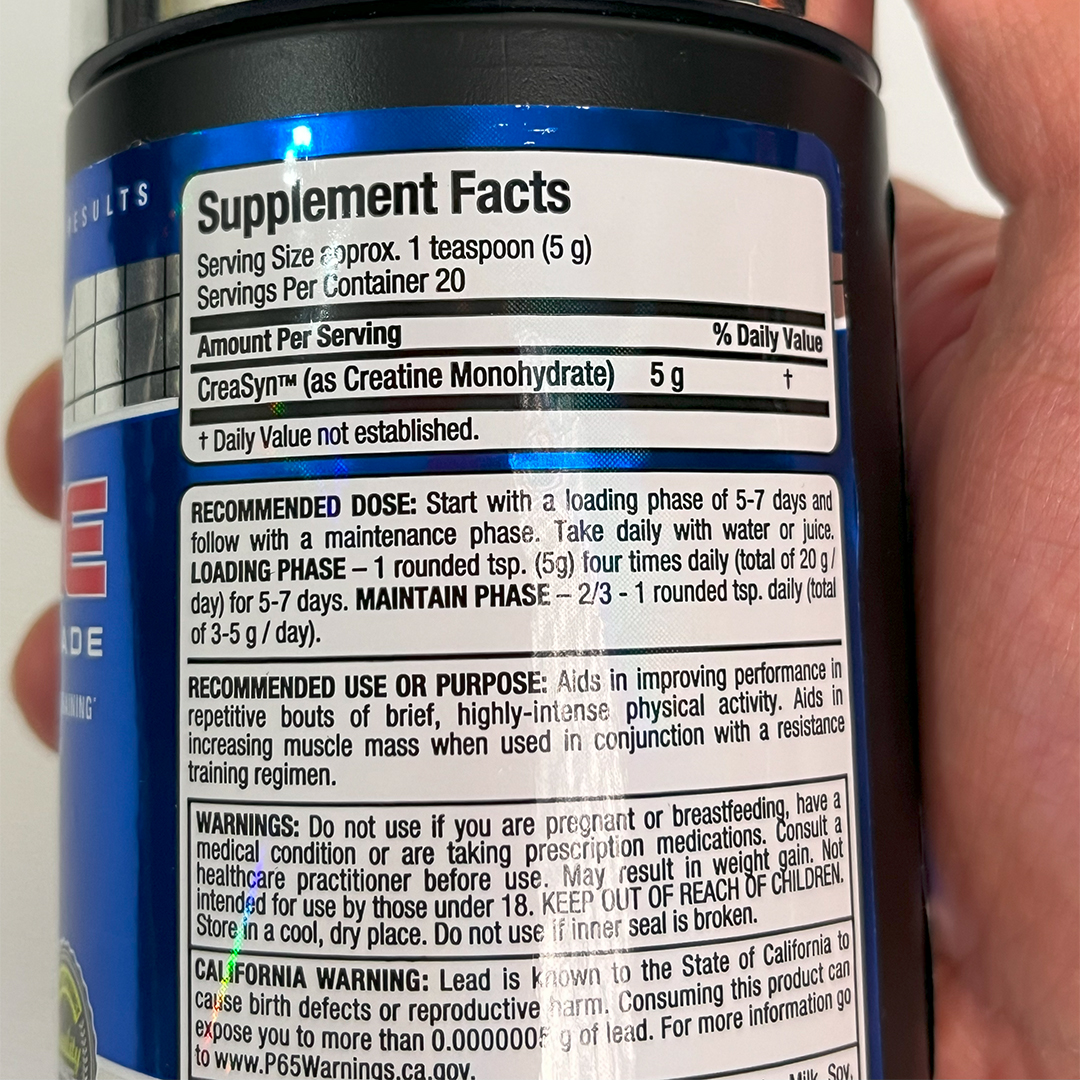 RESULTS
Supplement Facts
Serving Size approx. 1 teaspoon (5 g)
Servings Per Container 20
Amount Per Serving % Daily Value
CreaSyn™ (as Creatine Monohydrate) 5 g †
† Daily Value not established.
E
ADE
AINING*
RECOMMENDED DOSE: Start with a loading phase of 5-7 days and
follow with a maintenance phase. Take daily with water or juice.
LOADING PHASE – 1 rounded tsp. (5g) four times daily (total of 20 g /
day) for 5-7 days. MAINTAIN PHASE – 2/3 - 1 rounded tsp. daily (total
of 3-5 g / day).
RECOMMENDED USE OR PURPOSE: Aids in improving performance in
repetitive bouts of brief, highly-intense physical activity. Aids in
increasing muscle mass when used in conjunction with a resistance
training regimen.
WARNINGS: Do not use if you are pregnant or breastfeeding, have a
medical condition or are taking prescription medications. Consult a
healthcare practitioner before use. May result in weight gain. Not
intended for use by those under 18. KEEP OUT OF REACH OF CHILDREN.
Store in a cool, dry place. Do not use if inner seal is broken.
CALIFORNIA WARNING: Lead is known to the State of California to
cause birth defects or reproductive harm. Consuming this product can
expose you to more than 0.0000005 g of lead. For more information go
to www.P65Warnings.ca.gov.
Milk, Soy,